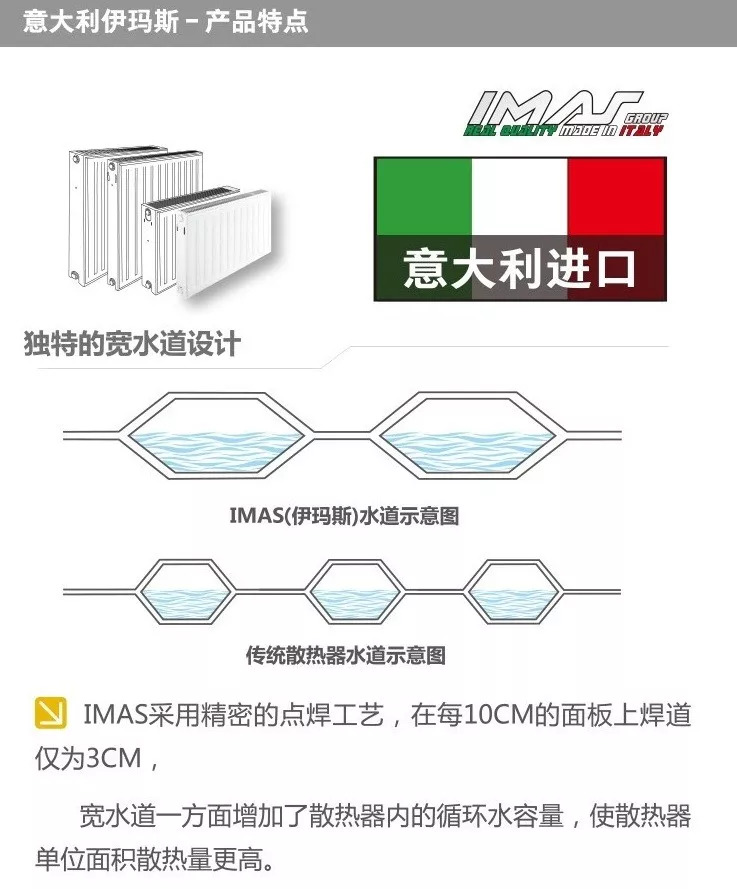 意大利伊玛斯－产品特点
IMAS
GROUP
REAL QUALITY MADE IN ITALY
意大利进口
独特的宽水道设计
IMAS(伊玛斯)水道示意图
传统散热器水道示意图
IMAS采用精密的点焊工艺，在每10CM的面板上焊道
仅为3CM，
宽水道一方面增加了散热器内的循环水容量，使散热器
单位面积散热量更高。